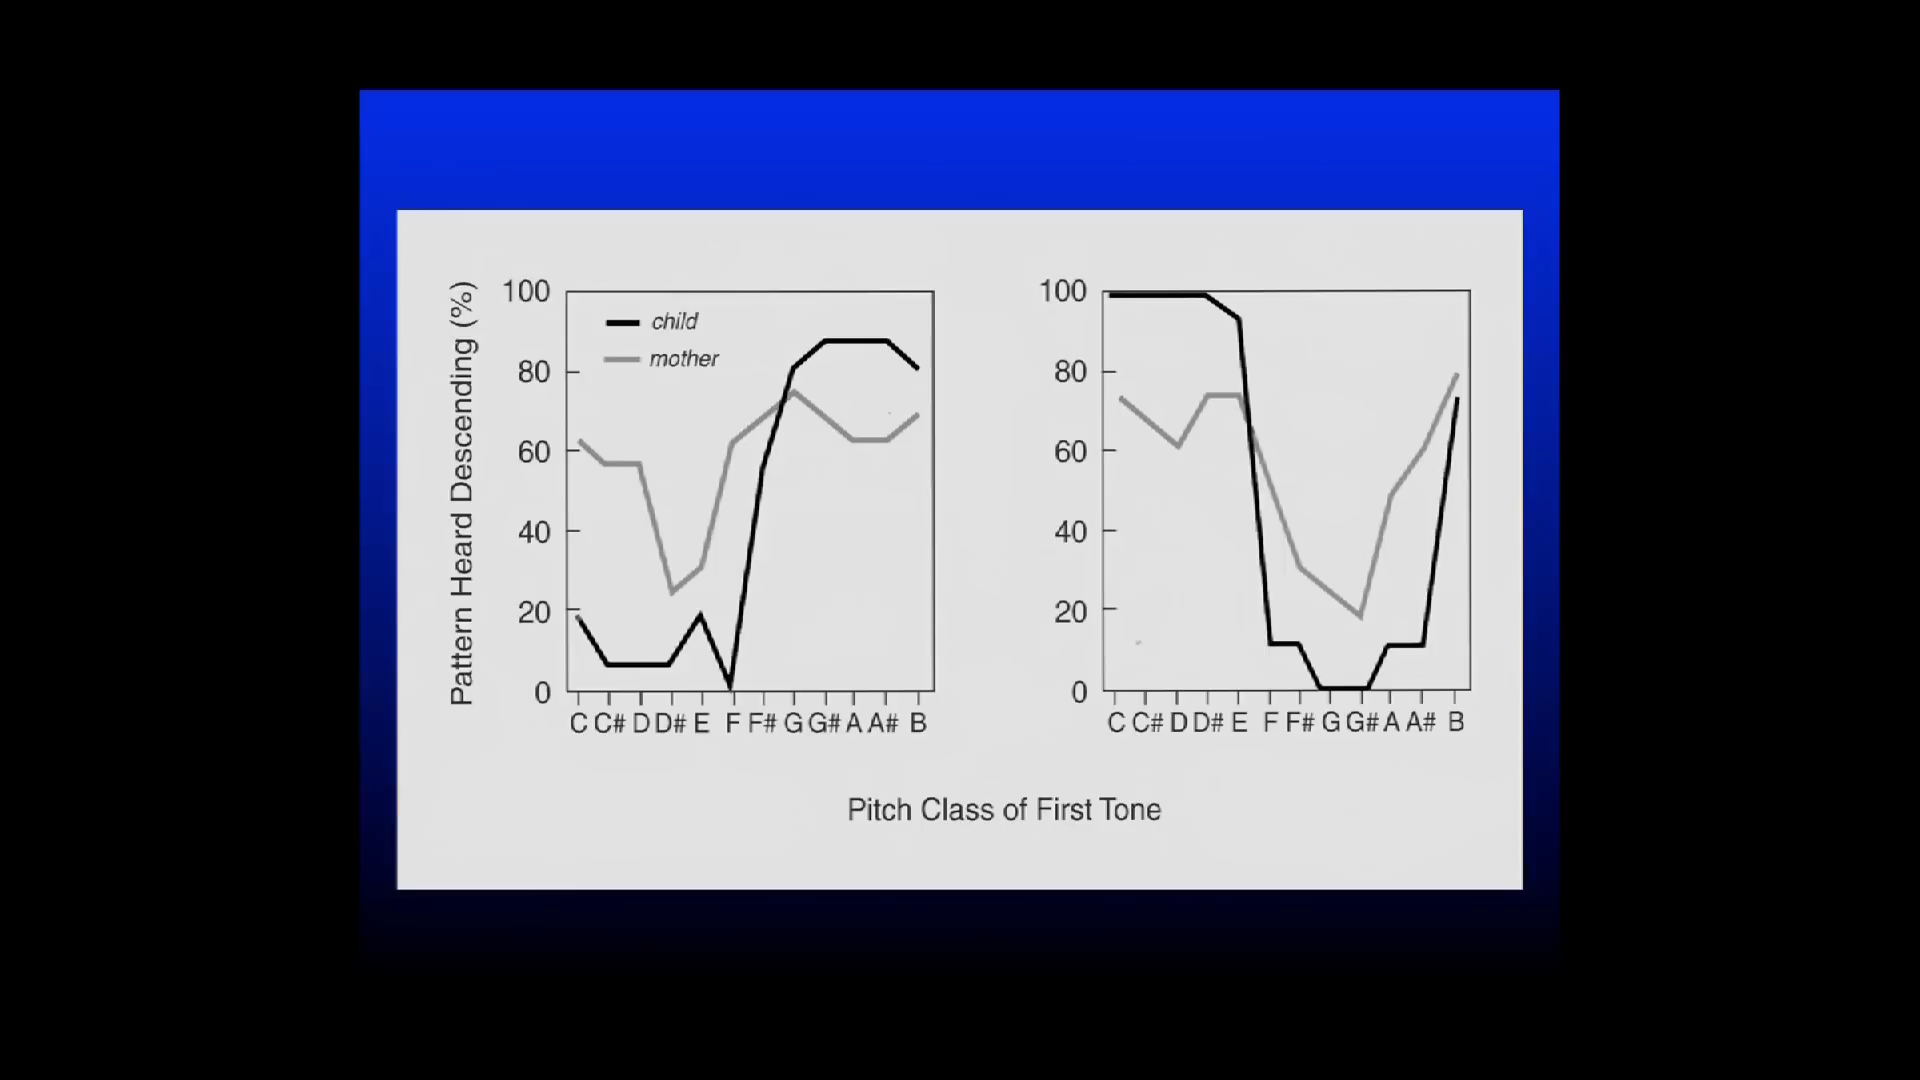 Pattern Heard Descending (%)
100
80
60
40
20
0
child
mother
C C# D D# E F F# G G# A A# B
100
80
60
40
20
0
C C# D D# E F F# G G# A A# B
Pitch Class of First Tone